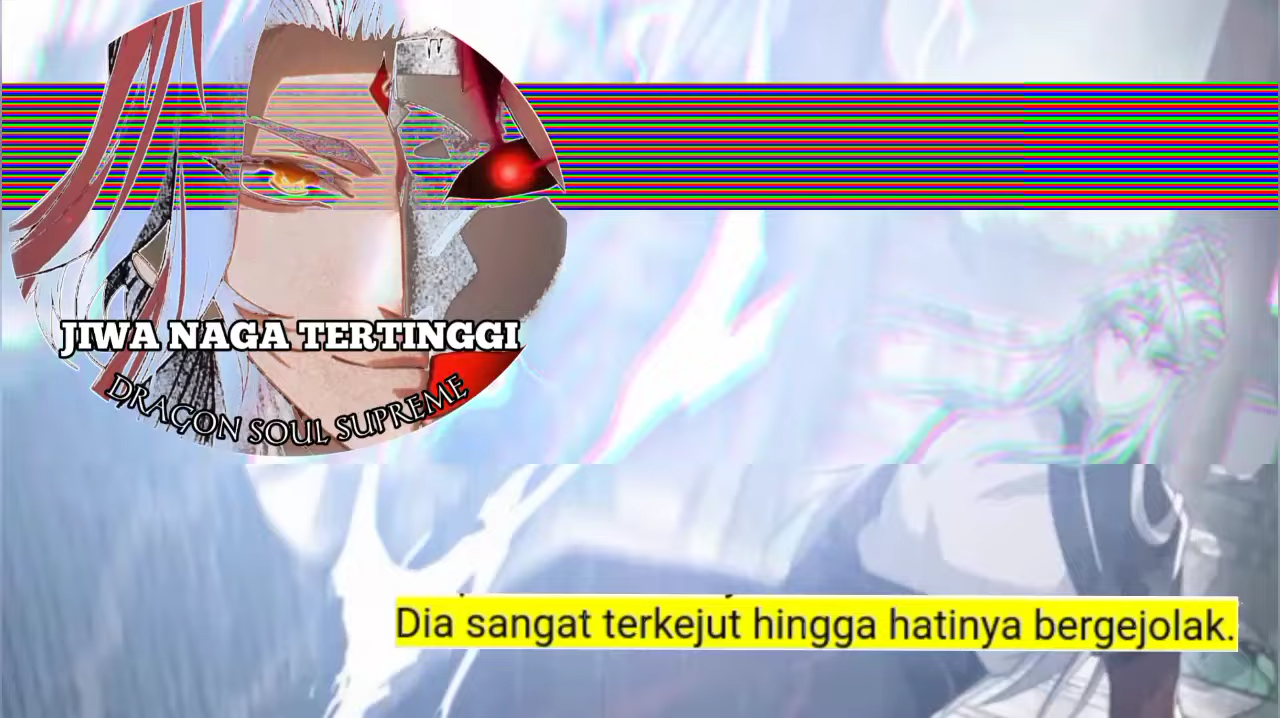 JIWA NAGA TERTINGGI
DRAGON SOUL SUPREME
Dia sangat terkejut hingga hatinya bergejolak.